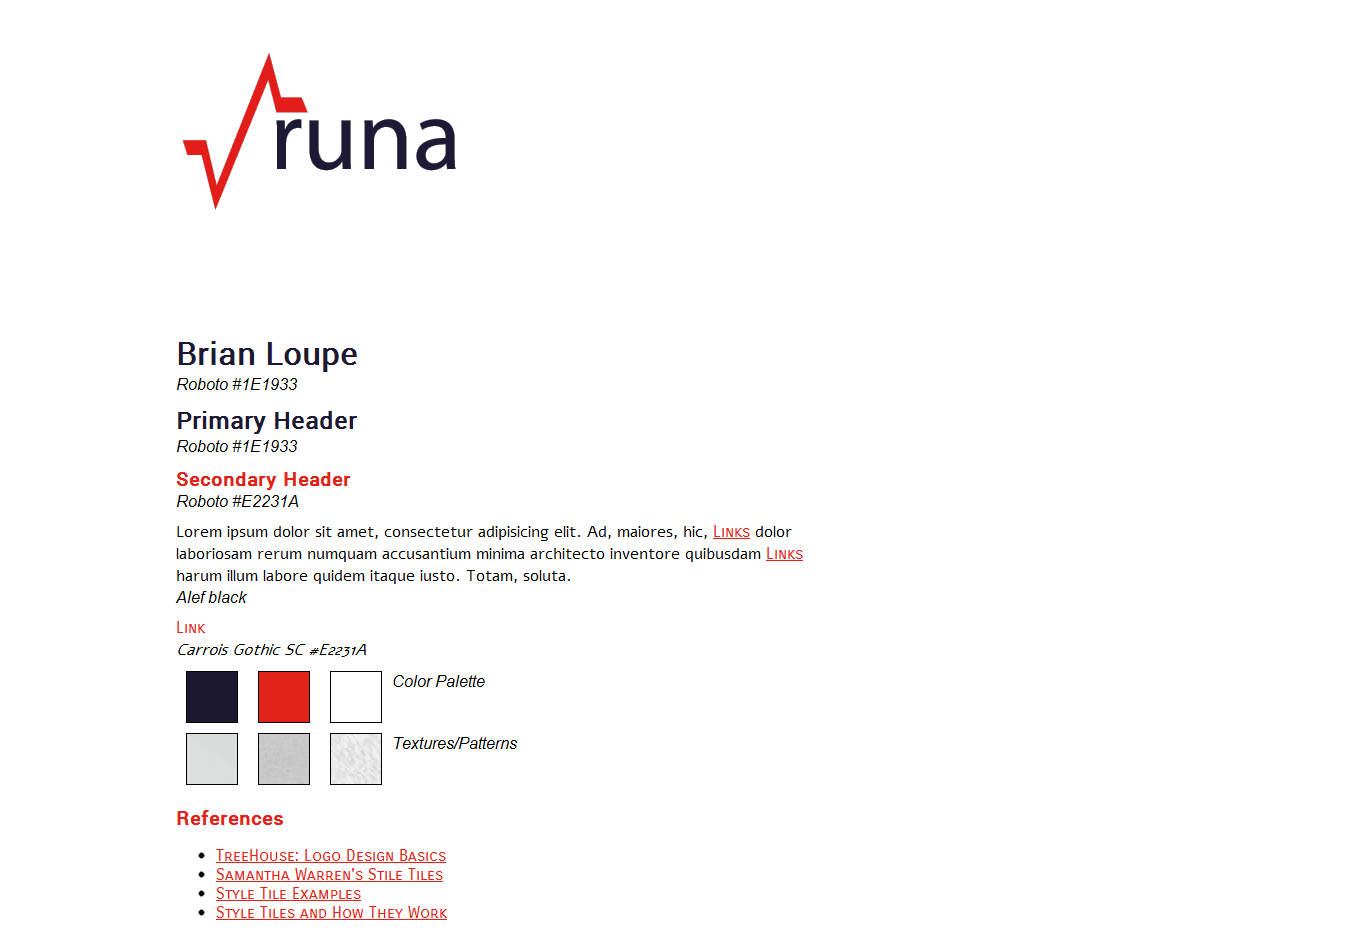 runa
Brian Loupe
Roboto #1E1933
Primary Header
Roboto #1E1933
Secondary Header
Roboto #E2231A
Lorem ipsum dolor sit amet, consectetur adipisicing elit. Ad, maiores, hic, Links dolor
laboriosam rerum numquam accusantium minima architecto inventore quibusdam Links
harum illum labore quidem itaque iusto. Totam, soluta.
Alef black
Link
Carrois Gothic SC #E2231A
Color Palette
Textures/Patterns
References
TreeHouse: Logo Design Basics
Samantha Warren's Stile Tiles
Style Tile Examples
Style Tiles and How They Work